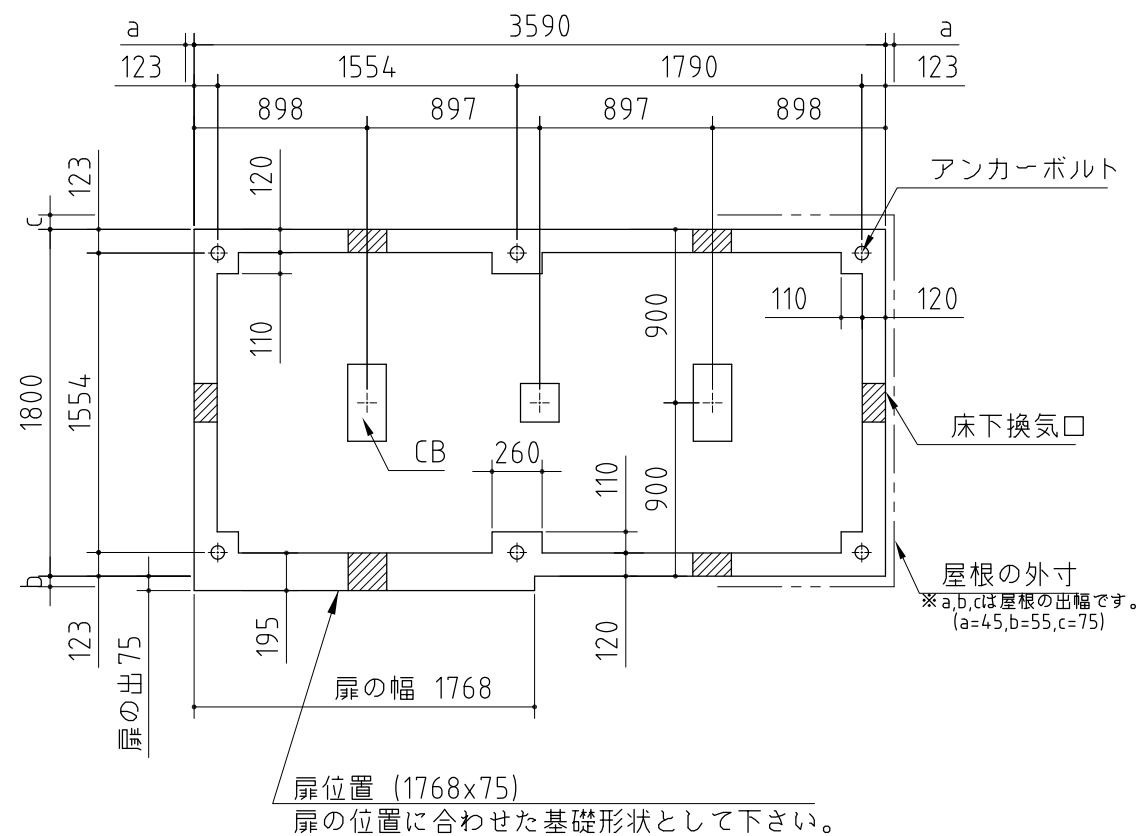 a 3590 a
123 1554 1790 123
898 897 897 898
123
120
アンカーボルト
c
110
900
110 120
1800
1554
床下換気口
CB
260
110
900
屋根の外寸
※a,b,cは屋根の出幅です。
(a=45,b=55,c=75)
b
123
195
120
扉の出 75
扉の幅 1768
扉位置 (1768x75)
扉の位置に合わせた基礎形状として下さい。